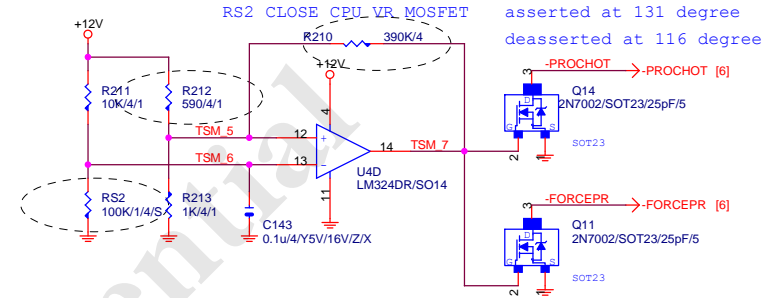 RS2 CLOSE CPU VR MOSFET
asserted at 131 degree
deasserted at 116 degree
+12V
R210
390K/4
+12V
R211
10K/4/1
R212
590/4/1
TSM_5
TSM_6
12
13
+
-
4
11
14
TSM_7
U4D
LM324DR/SO14
RS2
100K/1/4/S
R213
1K/4/1
C143
0.1u/4/Y5V/16V/Z/X
3
-PROCHOT
-PROCHOT [6]
Q14
2N7002/SOT23/25pF/5
D
G
S
SOT23
2
1
3
-FORCEPR
-FORCEPR [6]
Q11
2N7002/SOT23/25pF/5
D
G
S
SOT23
2
1
ential